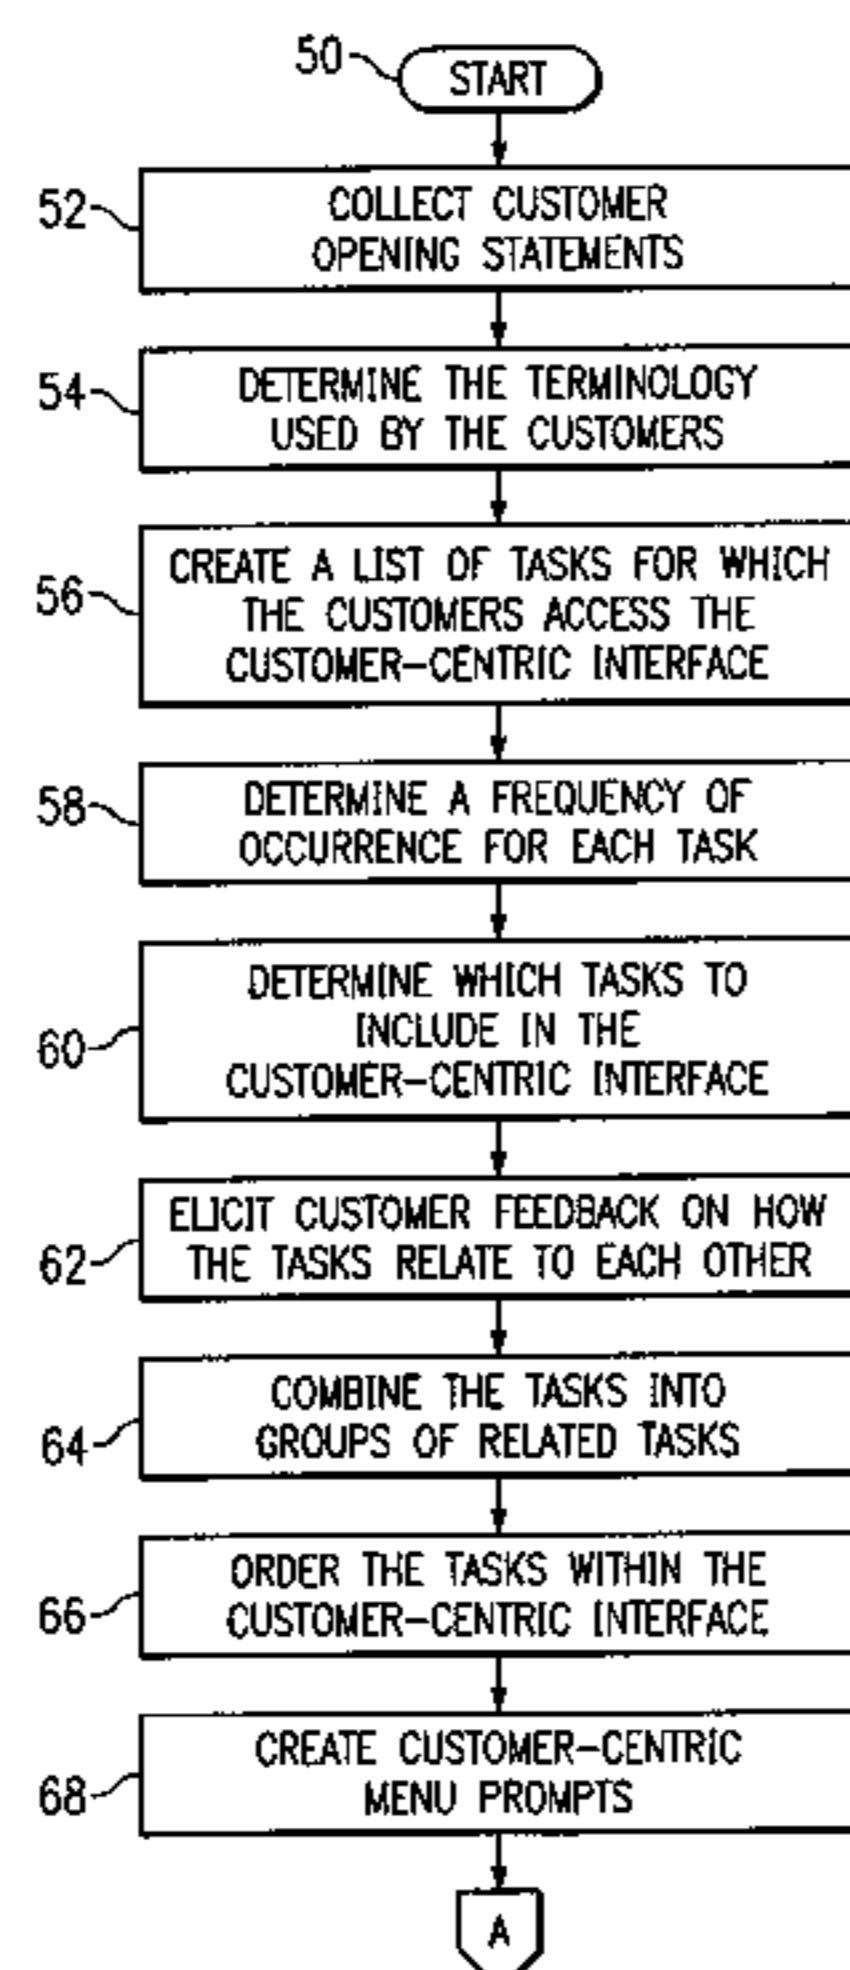 50
START
52
COLLECT CUSTOMER
OPENING STATEMENTS
54
DETERMINE THE TERMINOLOGY
USED BY THE CUSTOMERS
56
CREATE A LIST OF TASKS FOR WHICH
THE CUSTOMERS ACCESS THE
CUSTOMER-CENTRIC INTERFACE
58
DETERMINE A FREQUENCY OF
OCCURRENCE FOR EACH TASK
60
DETERMINE WHICH TASKS TO
INCLUDE IN THE
CUSTOMER-CENTRIC INTERFACE
62
ELICIT CUSTOMER FEEDBACK ON HOW
THE TASKS RELATE TO EACH OTHER
64
COMBINE THE TASKS INTO
GROUPS OF RELATED TASKS
66
ORDER THE TASKS WITHIN THE
CUSTOMER-CENTRIC INTERFACE
68
CREATE CUSTOMER-CENTRIC
MENU PROMPTS
A